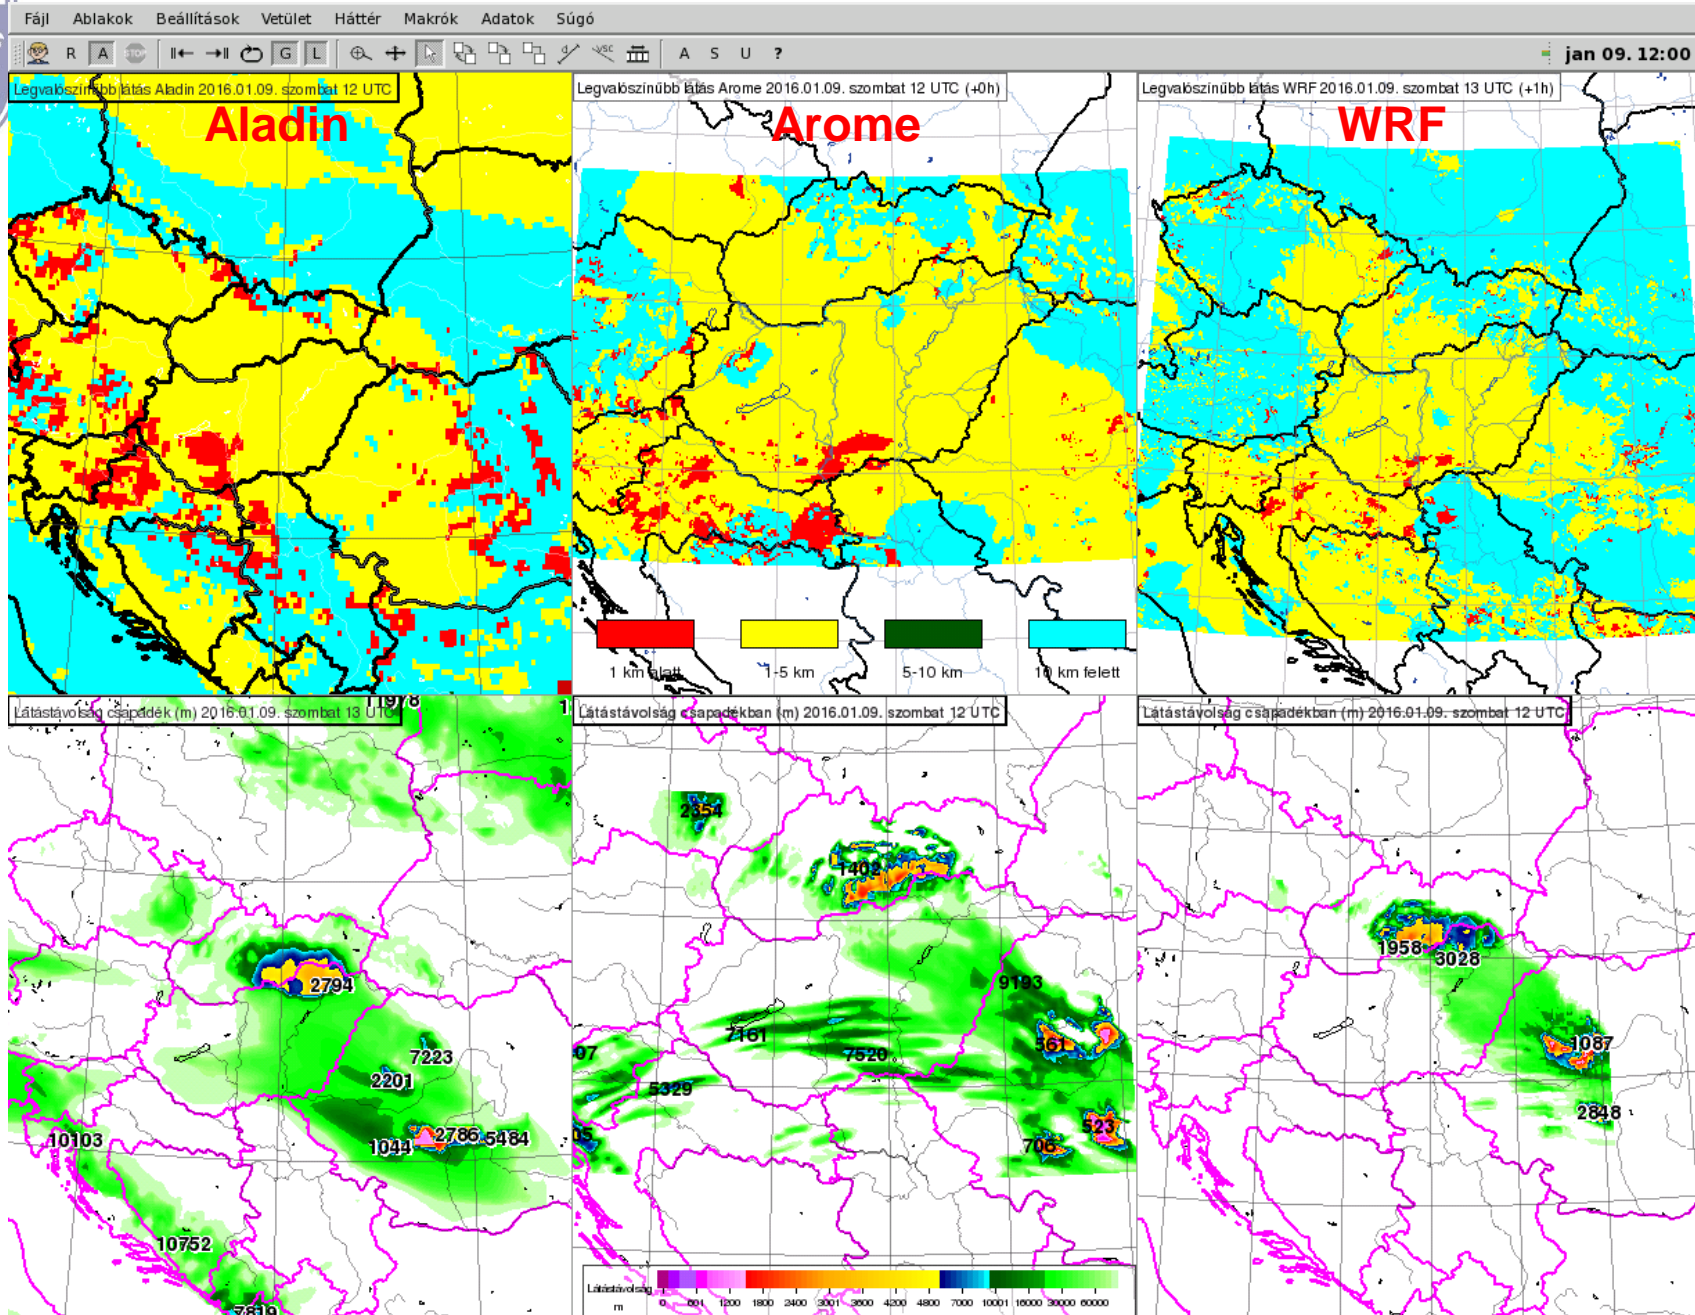 Fájl Ablakok Beállítások Vetület Háttér Makrók Adatok Súgó
R A STOP G L VSC A S U ? jan 09. 12:00
Legvalószínűbb látás Aladin 2016.01.09. szombat 12 UTC
Legvalószínűbb látás Arome 2016.01.09. szombat 12 UTC (+0h)
Legvalószínűbb látás WRF 2016.01.09. szombat 13 UTC (+1h)
Aladin
Arome
WRF
1 km alatt 1-5 km 5-10 km 10 km felett
Látástávolság csapadék (m) 2016.01.09. szombat 13 UTC
11978
Látástávolság csapadékban (m) 2016.01.09. szombat 12 UTC
Látástávolság csapadékban (m) 2016.01.09. szombat 12 UTC
2794
7223
2201
1044
2786
5484
10103
10752
7819
2354
1402
9193
7161
561
07
7520
5329
05
523
706
1958
3028
1087
2848
Látástávolság
m
0 601 1200 1800 2400 3001 3600 4200 4800 7000 10001 16000 30000 60000